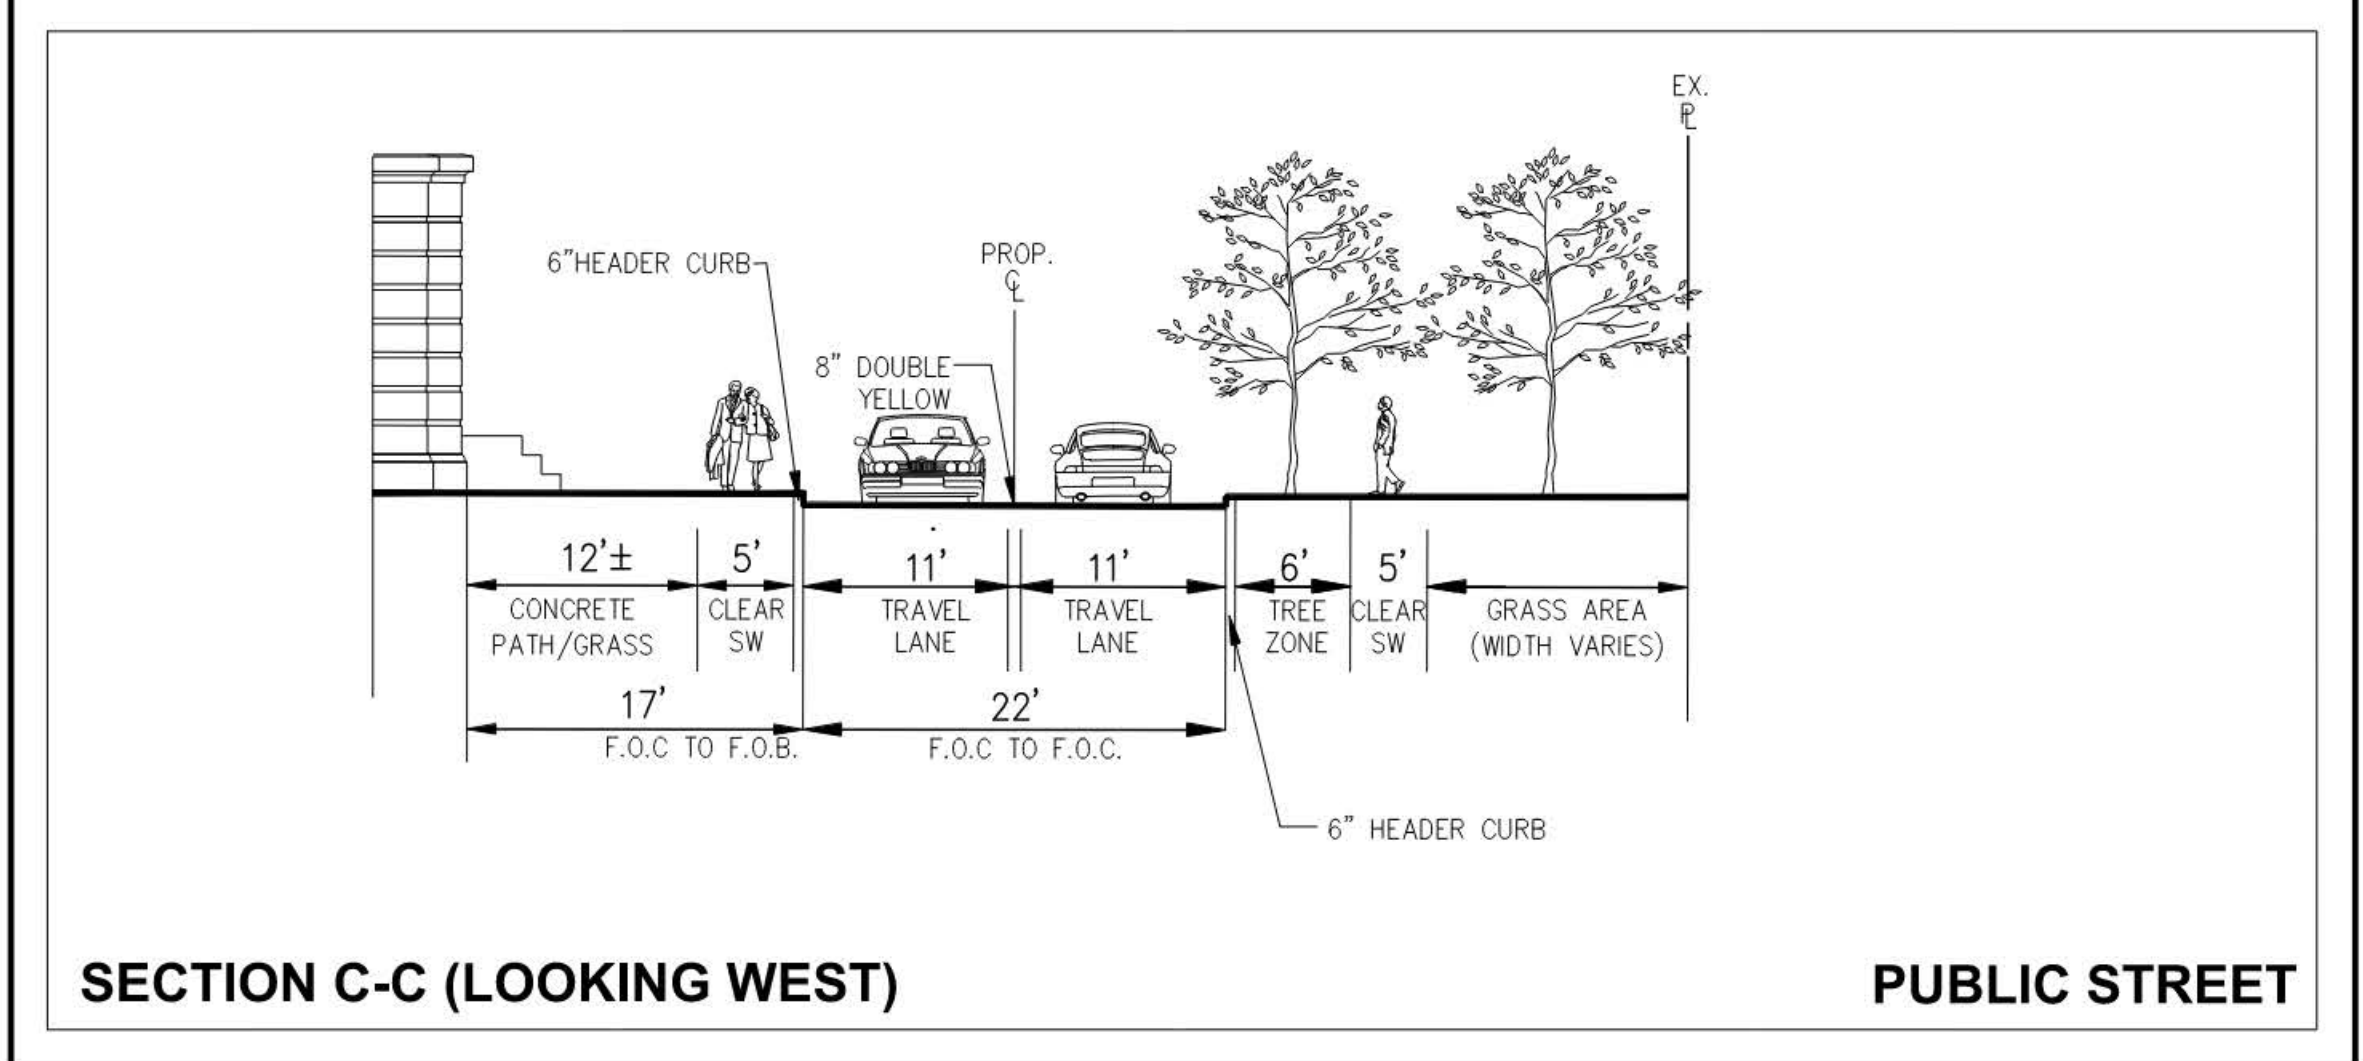 EX.
PL
6"HEADER CURB
PROP.
CL
8" DOUBLE
YELLOW
12'±
5'
11'
11'
6'
5'
CONCRETE
PATH/GRASS
CLEAR
SW
TRAVEL
LANE
TRAVEL
LANE
TREE
ZONE
CLEAR
SW
GRASS AREA
(WIDTH VARIES)
17'
F.O.C TO F.O.B.
22'
F.O.C TO F.O.C.
6" HEADER CURB
SECTION C-C (LOOKING WEST)
PUBLIC STREET